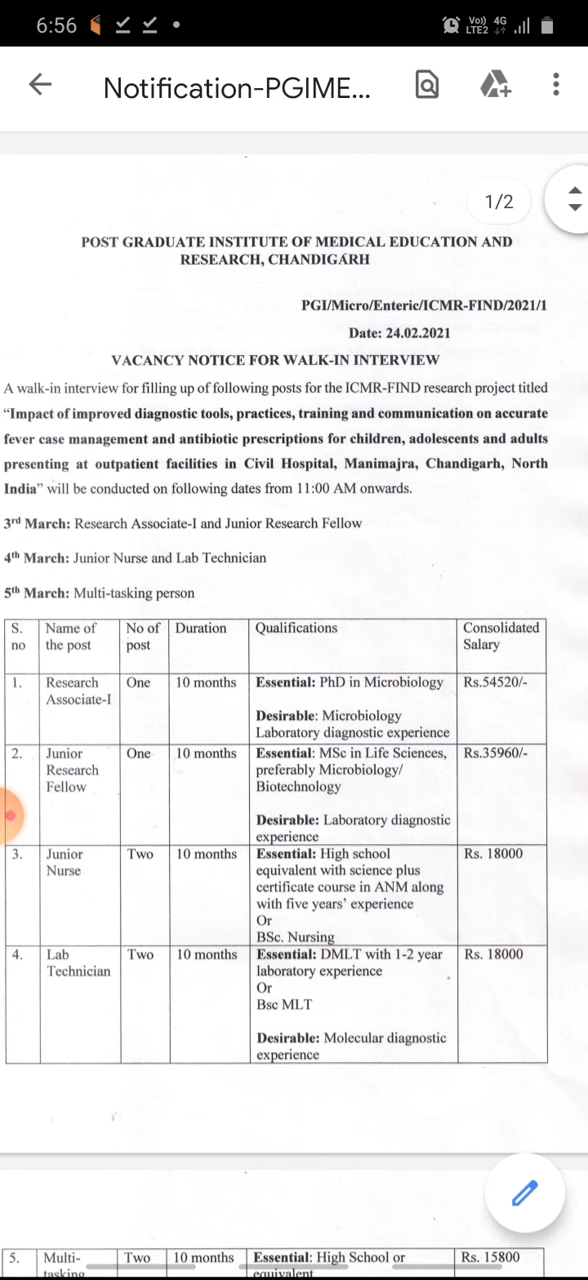 6:56
Vo)) 4G
LTE2
Notification-PGIME...
1/2
POST GRADUATE INSTITUTE OF MEDICAL EDUCATION AND
RESEARCH, CHANDIGARH
PGI/Micro/Enteric/ICMR-FIND/2021/1
Date: 24.02.2021
VACANCY NOTICE FOR WALK-IN INTERVIEW
A walk-in interview for filling up of following posts for the ICMR-FIND research project titled
“Impact of improved diagnostic tools, practices, training and communication on accurate
fever case management and antibiotic prescriptions for children, adolescents and adults
presenting at outpatient facilities in Civil Hospital, Manimajra, Chandigarh, North
India” will be conducted on following dates from 11:00 AM onwards.
3rd March: Research Associate-I and Junior Research Fellow
4th March: Junior Nurse and Lab Technician
5th March: Multi-tasking person
S. no
Name of the post
No of post
Duration
Qualifications
Consolidated Salary
1.
Research
Associate-I
One
10 months
Essential: PhD in Microbiology
Desirable: Microbiology
Laboratory diagnostic experience
Rs.54520/-
2.
Junior
Research
Fellow
One
10 months
Essential: MSc in Life Sciences,
preferably Microbiology/
Biotechnology
Desirable: Laboratory diagnostic
experience
Rs.35960/-
3.
Junior
Nurse
Two
10 months
Essential: High school
equivalent with science plus
certificate course in ANM along
with five years’ experience
Or
BSc. Nursing
Rs. 18000
4.
Lab
Technician
Two
10 months
Essential: DMLT with 1-2 year
laboratory experience
Or
Bsc MLT
Desirable: Molecular diagnostic
experience
Rs. 18000
5.
Multi-
tasking
Two
10 months
Essential: High School or
equivalent
Rs. 15800